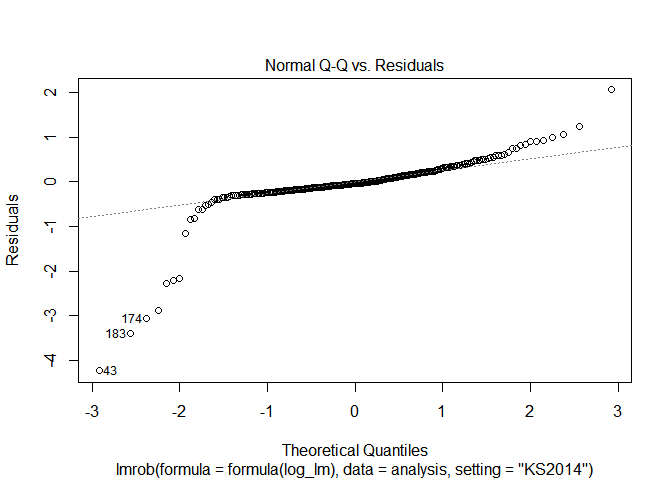 Normal Q-Q vs. Residuals
2
1
0
-1
-2
-3
-4
Residuals
174
183
43
-3 -2 -1 0 1 2 3
Theoretical Quantiles
lmrob(formula = formula(log_lm), data = analysis, setting = "KS2014")